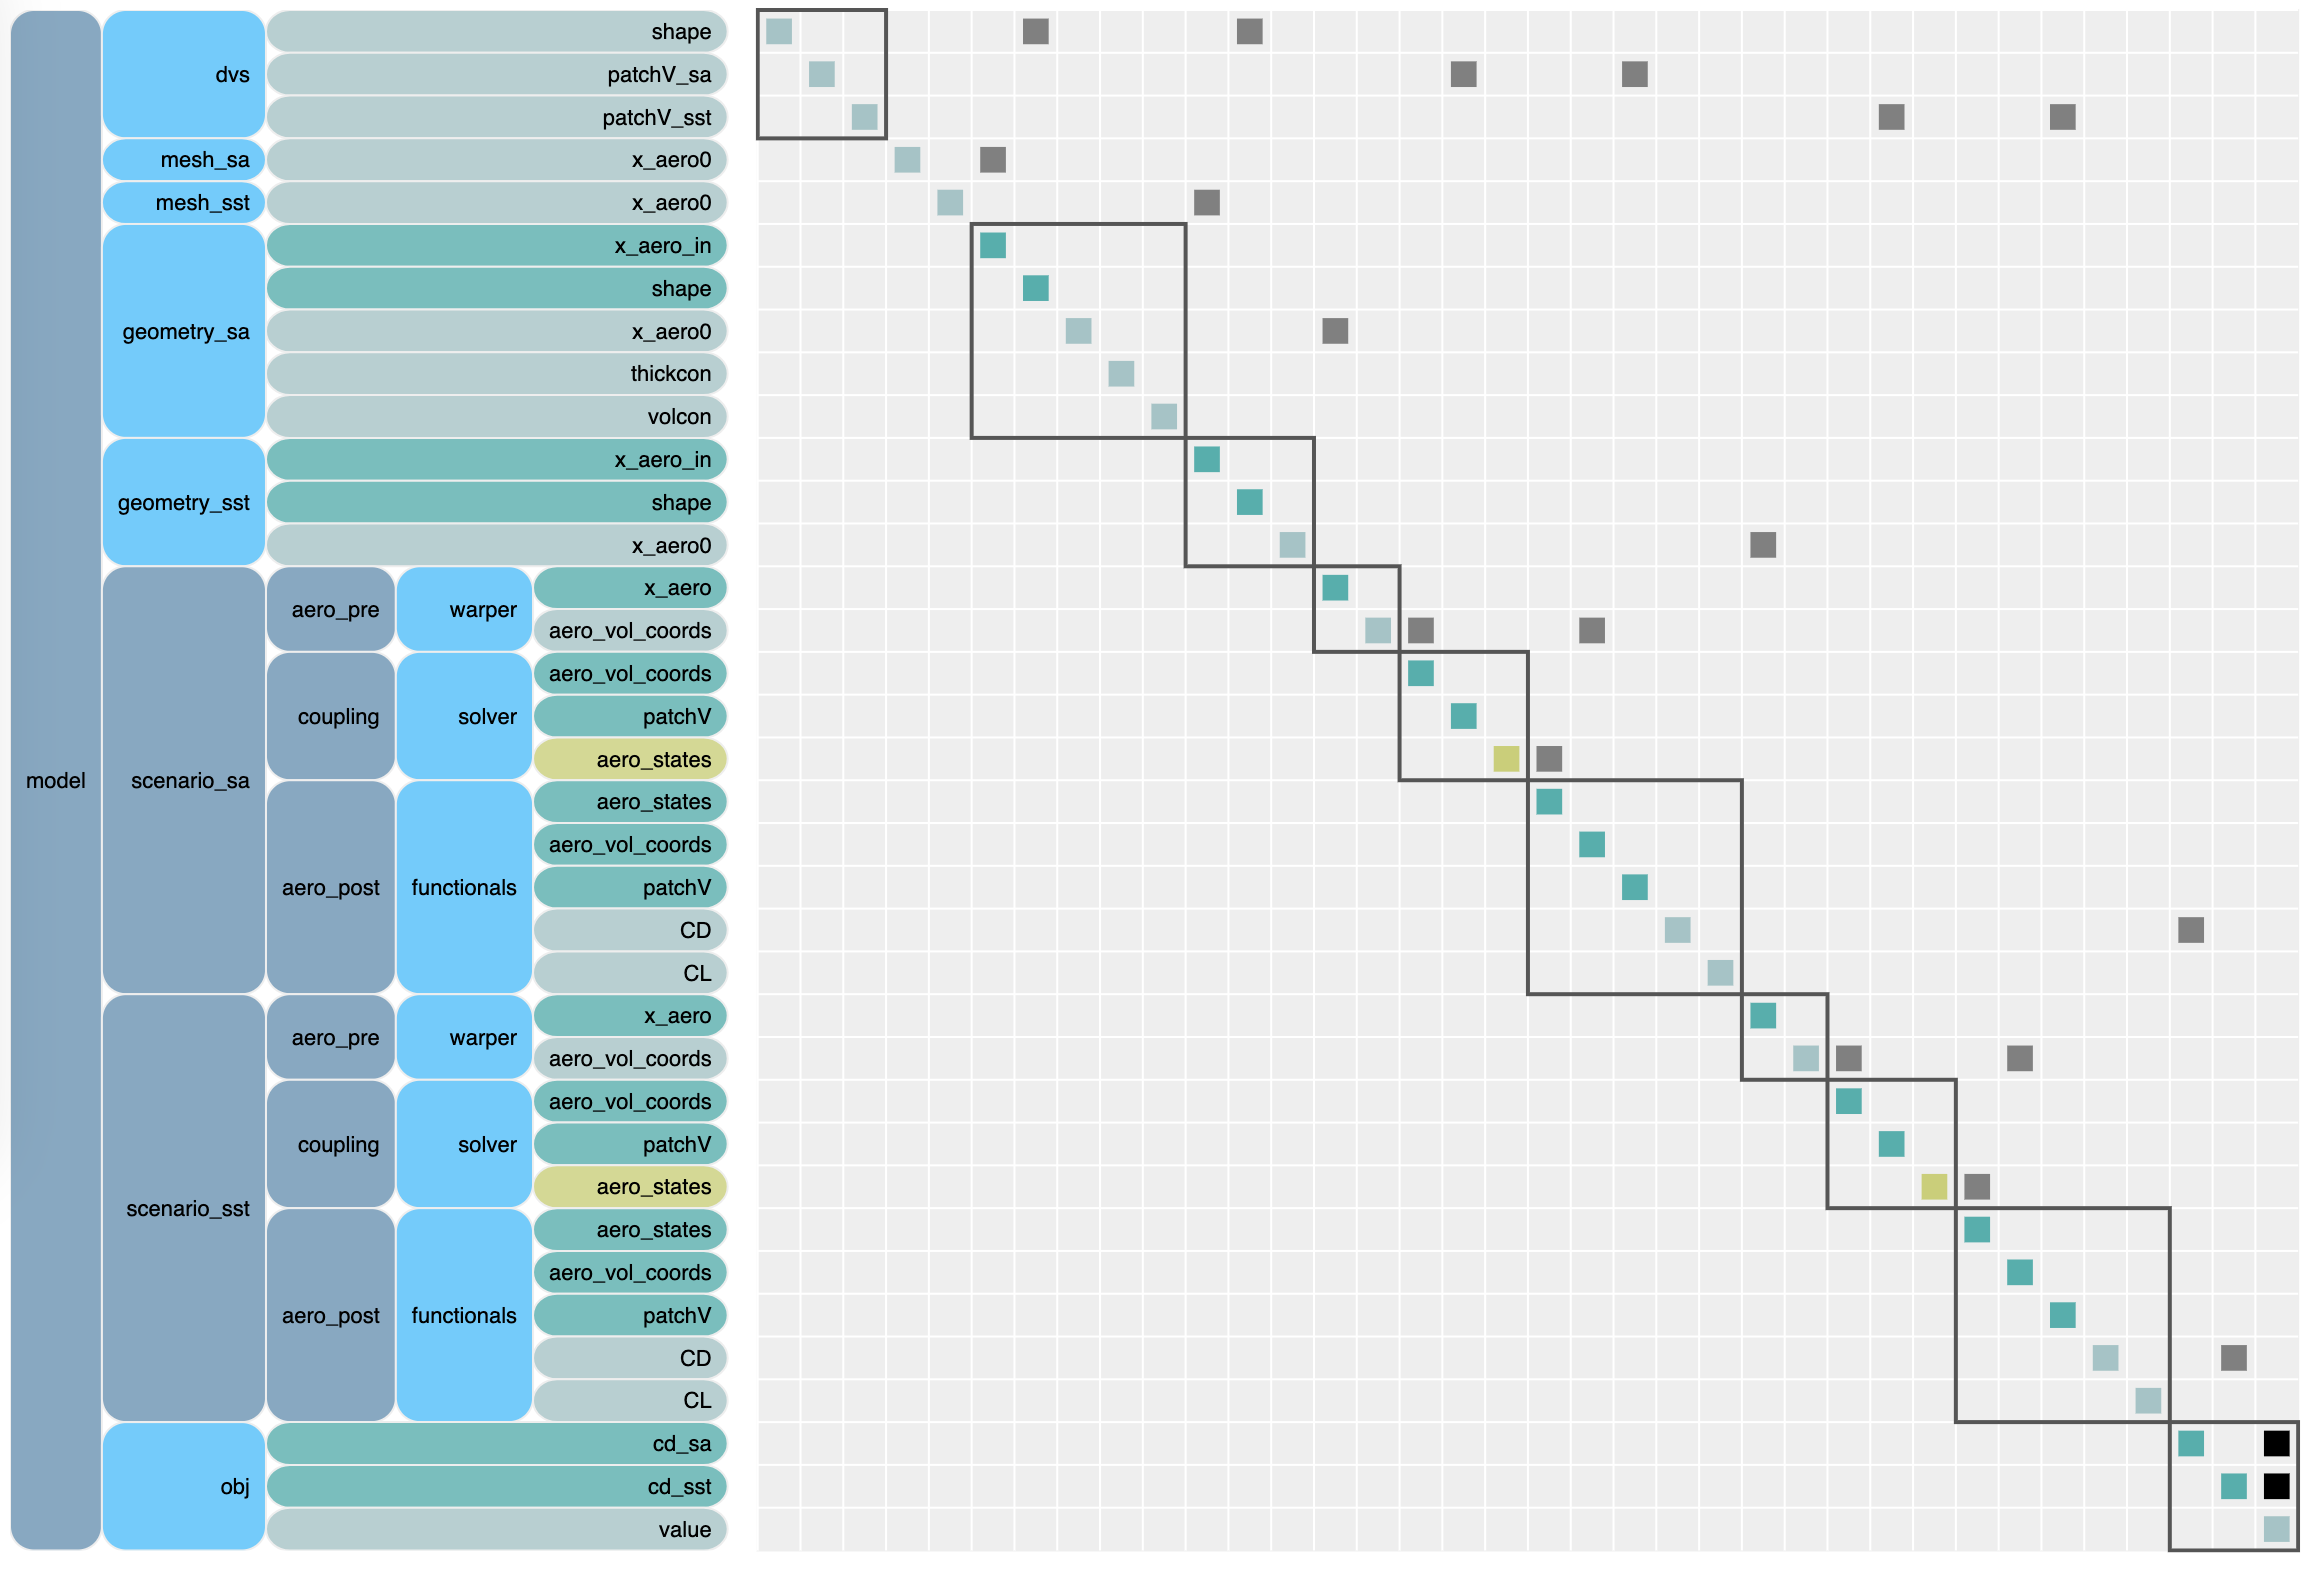 model
dvs
shape
patchV_sa
patchV_sst
mesh_sa
x_aero0
mesh_sst
x_aero0
geometry_sa
x_aero_in
shape
x_aero0
thickcon
volcon
geometry_sst
x_aero_in
shape
x_aero0
scenario_sa
aero_pre
warper
x_aero
aero_vol_coords
coupling
solver
aero_vol_coords
patchV
aero_states
aero_post
functionals
aero_states
aero_vol_coords
patchV
CD
CL
scenario_sst
aero_pre
warper
x_aero
aero_vol_coords
coupling
solver
aero_vol_coords
patchV
aero_states
aero_post
functionals
aero_states
aero_vol_coords
patchV
CD
CL
obj
cd_sa
cd_sst
value